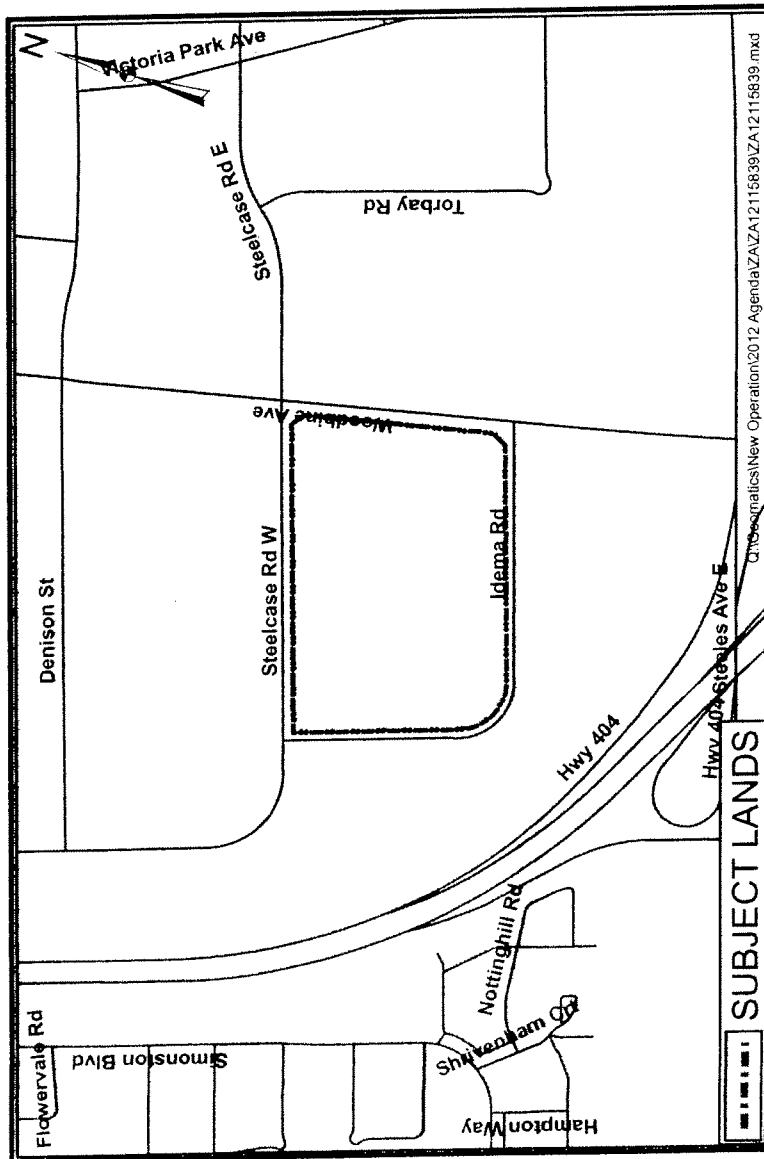 N
Victoria Park Ave
Steelcase Rd E
Torbay Rd
Denison St
Steelcase Rd W
Woodbine Ave
Idema Rd
Hwy 404
Hwy 404
Steeles Ave E
Flowervale Rd
Simonston Blvd
Nottinghill Rd
Shrivenham Crt
Hampton Way
SUBJECT LANDS
Q:\Geomatics\New Operation\2012 Agenda\ZA\ZA12115839\ZA12115839.mxd